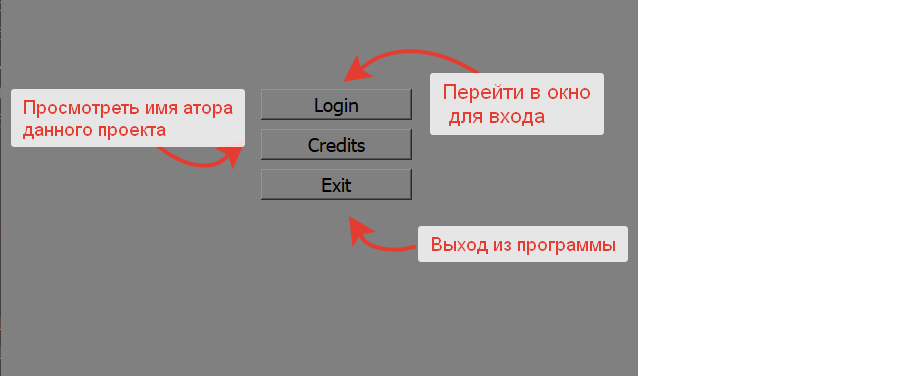 Просмотреть имя атора
данного проекта
Login
Credits
Exit
Перейти в окно
для входа
Выход из программы